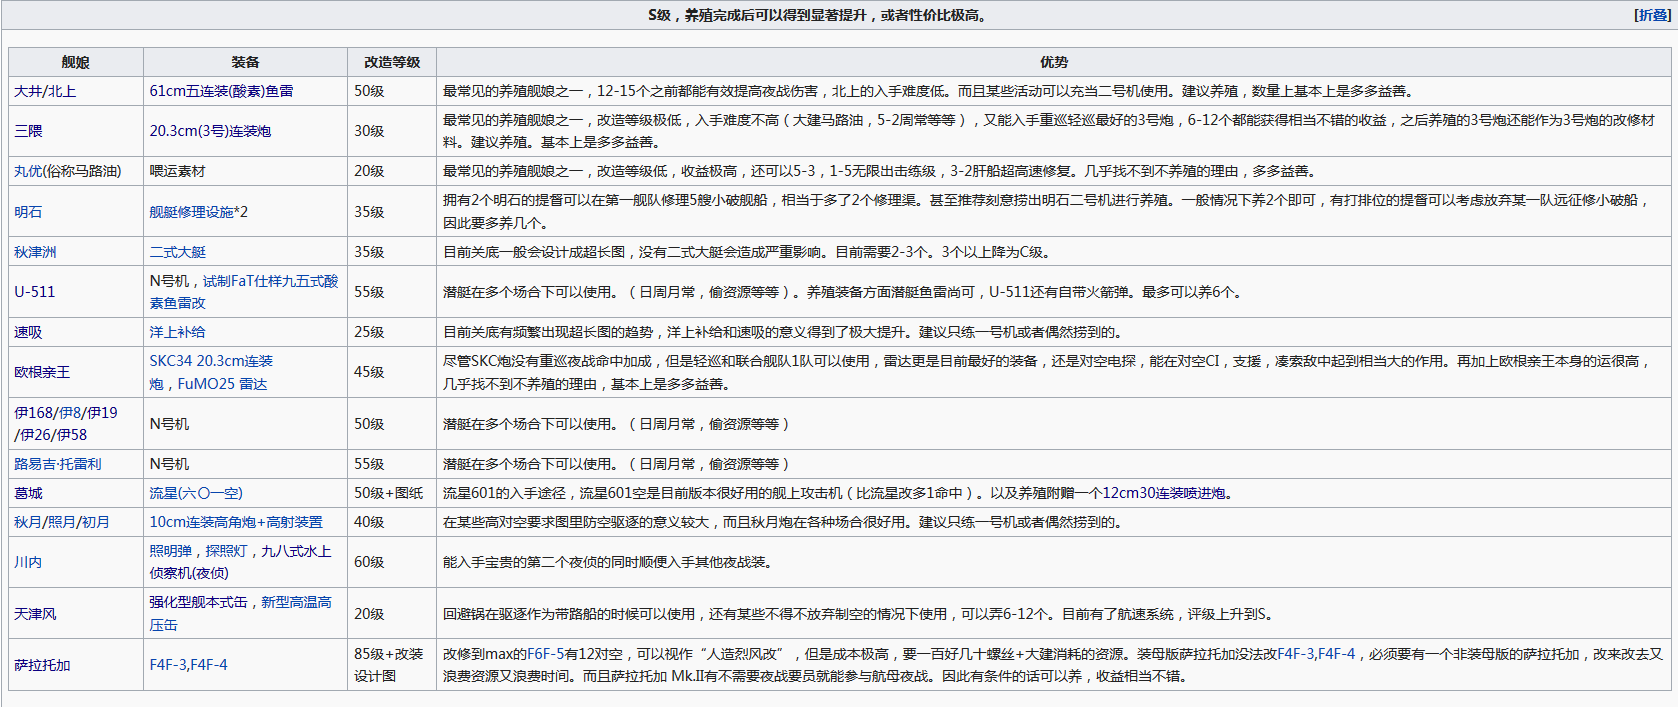 S级，养殖完成后可以得到显著提升，或者性价比极高。
[折叠]
舰娘 装备 改造等级 优势
大井/北上 61cm五连装(酸素)鱼雷 50级 最常见的养殖舰娘之一，12-15个之前都能有效提高夜战伤害，北上的入手难度低。而且某些活动可以充当二号机使用。建议养殖，数量上基本上是多多益善。
三隈 20.3cm(3号)连装炮 30级 最常见的养殖舰娘之一，改造等级极低，入手难度不高（大建马路油，5-2周常等等），又能入手重巡轻巡最好的3号炮，6-12个都能获得相当不错的收益，之后养殖的3号炮还能作为3号炮的改修材
料。建议养殖。基本上是多多益善。
丸优(俗称马路油) 喂运素材 20级 最常见的养殖舰娘之一，改造等级低，收益极高，还可以5-3，1-5无限出击练级，3-2肝船超高速修复。几乎找不到不养殖的理由，多多益善。
明石 舰艇修理设施*2 35级 拥有2个明石的提督可以在第一舰队修理5艘小破舰船，相当于多了2个修理渠。甚至推荐刻意捞出明石二号机进行养殖。一般情况下养2个即可，有打排位的提督可以考虑放弃某一队远征修小破船，
因此要多养几个。
秋津洲 二式大艇 35级 目前关底一般会设计成超长图，没有二式大艇会造成严重影响。目前需要2-3个。3个以上降为C级。
U-511 N号机，试制FaT仕样九五式酸
素鱼雷改 55级 潜艇在多个场合下可以使用。（日周月常，偷资源等等）。养殖装备方面潜艇鱼雷尚可，U-511还有自带火箭弹。最多可以养6个。
速吸 洋上补给 25级 目前关底有频繁出现超长图的趋势，洋上补给和速吸的意义得到了极大提升。建议只练一号机或者偶然捞到的。
欧根亲王 SKC34 20.3cm连装
炮，FuMO25 雷达 45级 尽管SKC炮没有重巡夜战命中加成，但是轻巡和联合舰队1队可以使用，雷达更是目前最好的装备，还是对空电探，能在对空CI，支援，凑索敌中起到相当大的作用。再加上欧根亲王本身的运很高，
几乎找不到不养殖的理由，基本上是多多益善。
伊168/伊8/伊19
/伊26/伊58 N号机 50级 潜艇在多个场合下可以使用。（日周月常，偷资源等等）
路易吉·托雷利 N号机 55级 潜艇在多个场合下可以使用。（日周月常，偷资源等等）
葛城 流星(六〇一空) 50级+图纸 流星601的入手途径，流星601空是目前版本很好用的舰上攻击机（比流星改多1命中）。以及养殖附赠一个12cm30连装喷进炮。
秋月/照月/初月 10cm连装高角炮+高射装置 40级 在某些高对空要求图里防空驱逐的意义较大，而且秋月炮在各种场合很好用。建议只练一号机或者偶然捞到的。
川内 照明弹，探照灯，九八式水上
侦察机(夜侦) 60级 能入手宝贵的第二个夜侦的同时顺便入手其他夜战装。
天津风 强化型舰本式缶，新型高温高
压缶 20级 回避锅在驱逐作为带路船的时候可以使用，还有某些不得不放弃制空的情况下使用，可以弄6-12个。目前有了航速系统，评级上升到S。
萨拉托加 F4F-3,F4F-4 85级+改装
设计图 改修到max的F6F-5有12对空，可以视作“人造烈风改”，但是成本极高，要一百好几十螺丝+大建消耗的资源。装母版萨拉托加没法改F4F-3,F4F-4，必须要有一个非装母版的萨拉托加，改来改去又
浪费资源又浪费时间。而且萨拉托加 Mk.II有不需要夜战要员就能参与航母夜战。因此有条件的话可以养，收益相当不错。